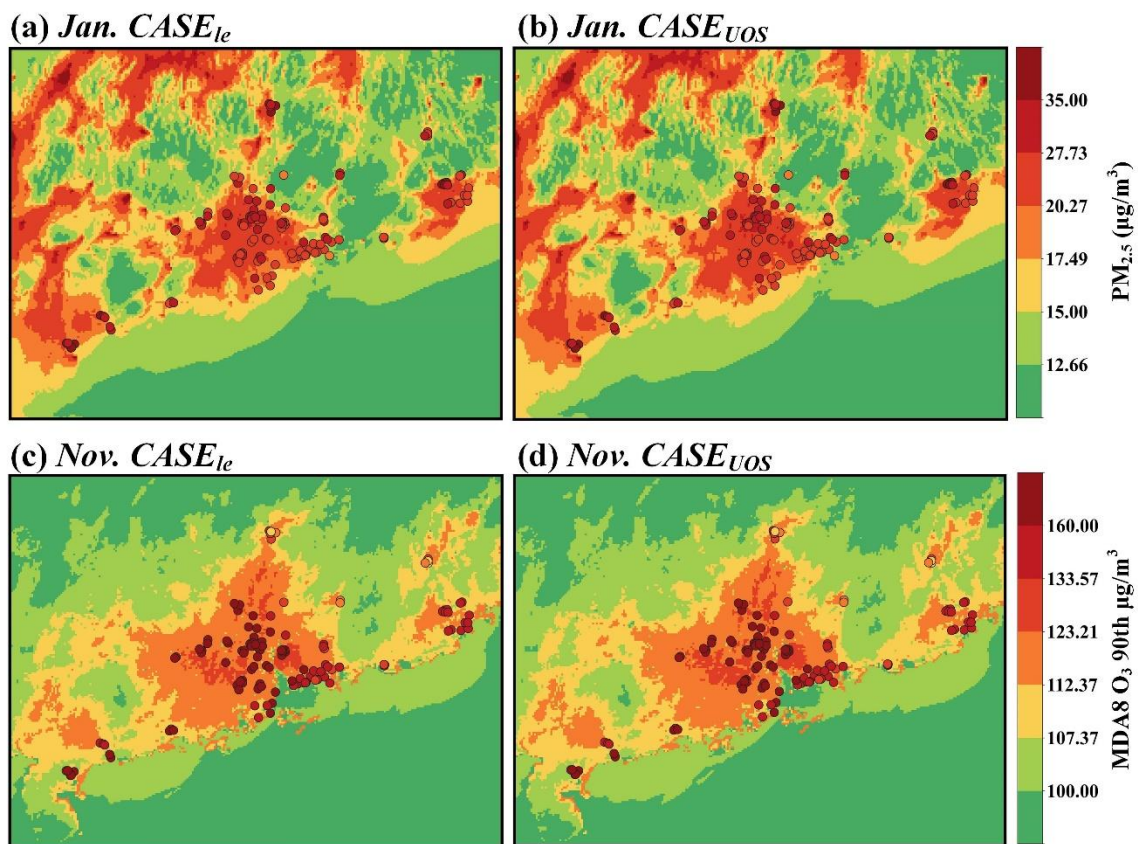 (a) Jan. CASE_le
(b) Jan. CASE_UOS
35.00
27.73
20.27
17.49
15.00
12.66
PM2.5 (µg/m³)
(c) Nov. CASE_le
(d) Nov. CASE_UOS
160.00
133.57
123.21
112.37
107.37
100.00
MDA8 O3 90th µg/m³